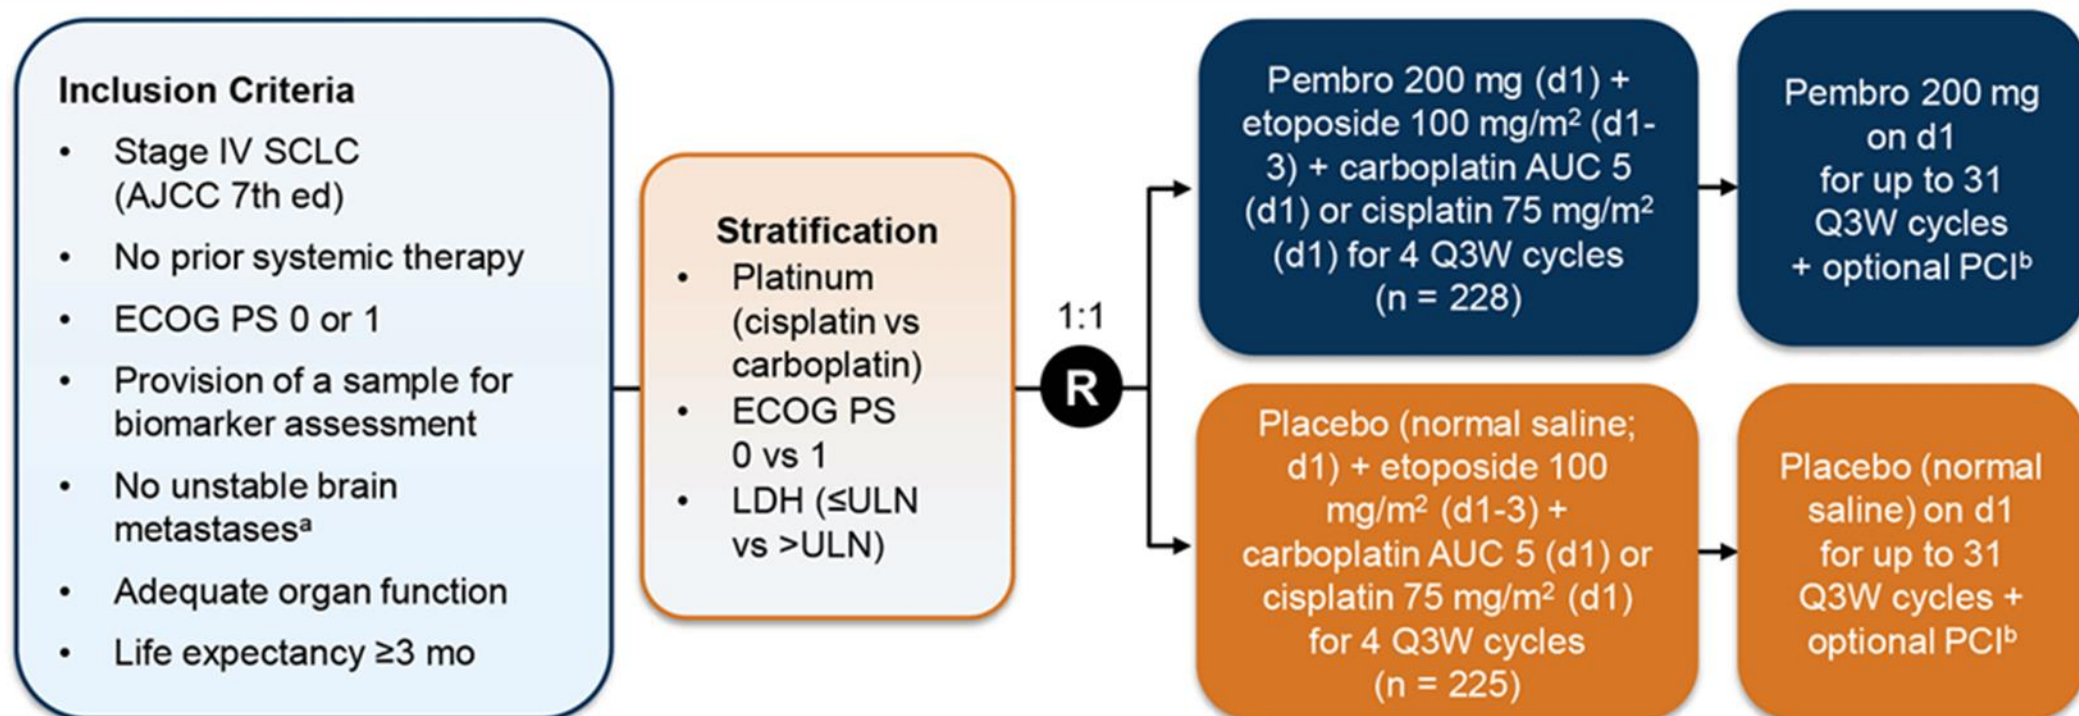 Inclusion Criteria
• Stage IV SCLC
(AJCC 7th ed)
• No prior systemic therapy
• ECOG PS 0 or 1
• Provision of a sample for
biomarker assessment
• No unstable brain
metastasesᵃ
• Adequate organ function
• Life expectancy ≥3 mo
Stratification
• Platinum
(cisplatin vs
carboplatin)
• ECOG PS
0 vs 1
• LDH (≤ULN
vs >ULN)
1:1
R
Pembro 200 mg (d1) +
etoposide 100 mg/m² (d1-
3) + carboplatin AUC 5
(d1) or cisplatin 75 mg/m²
(d1) for 4 Q3W cycles
(n = 228)
Pembro 200 mg
on d1
for up to 31
Q3W cycles
+ optional PCIᵇ
Placebo (normal saline;
d1) + etoposide 100
mg/m² (d1-3) +
carboplatin AUC 5 (d1) or
cisplatin 75 mg/m² (d1)
for 4 Q3W cycles
(n = 225)
Placebo (normal
saline) on d1
for up to 31
Q3W cycles +
optional PCIᵇ